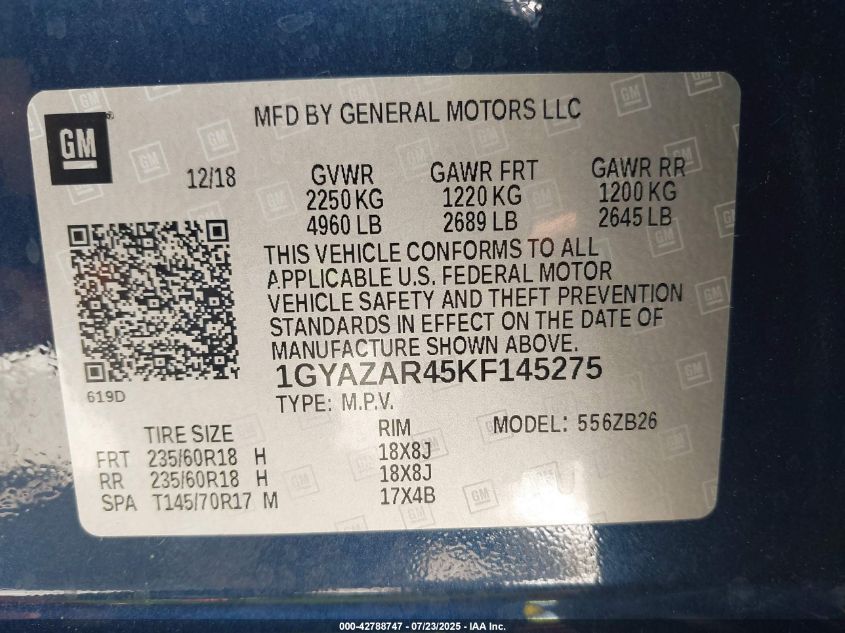 MFD BY GENERAL MOTORS LLC
GM
12/18
GVWR GAWR FRT GAWR RR
2250 KG 1220 KG 1200 KG
4960 LB 2689 LB 2645 LB
THIS VEHICLE CONFORMS TO ALL
APPLICABLE U.S. FEDERAL MOTOR
VEHICLE SAFETY AND THEFT PREVENTION
STANDARDS IN EFFECT ON THE DATE OF
MANUFACTURE SHOWN ABOVE.
1GYAZAR45KF145275
619D
TYPE: M.P.V.
TIRE SIZE RIM MODEL: 556ZB26
FRT 235/60R18 H 18X8J
RR 235/60R18 H 18X8J
SPA T145/70R17 M 17X4B
000-42788747 - 07/23/2025 - IAA Inc.